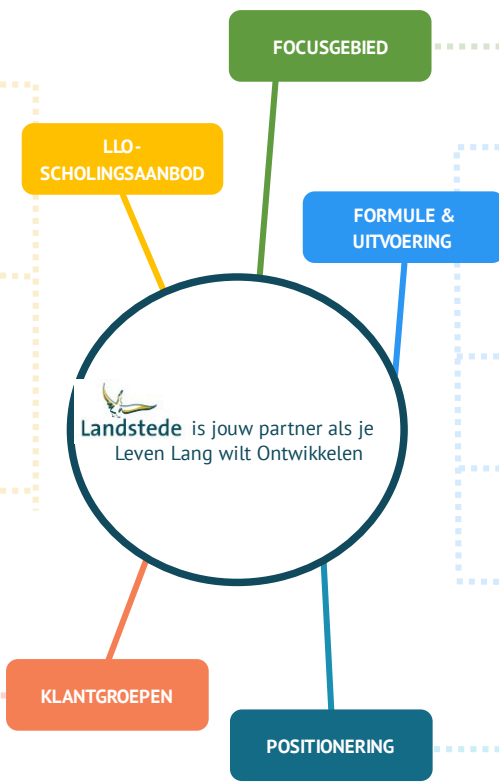 FOCUSGEBIED
LLO-
SCHOLINGSAANBOD
FORMULE &
UITVOERING
Landstede is jouw partner als je
Leven Lang wilt Ontwikkelen
KLANTGROEPEN
POSITIONERING